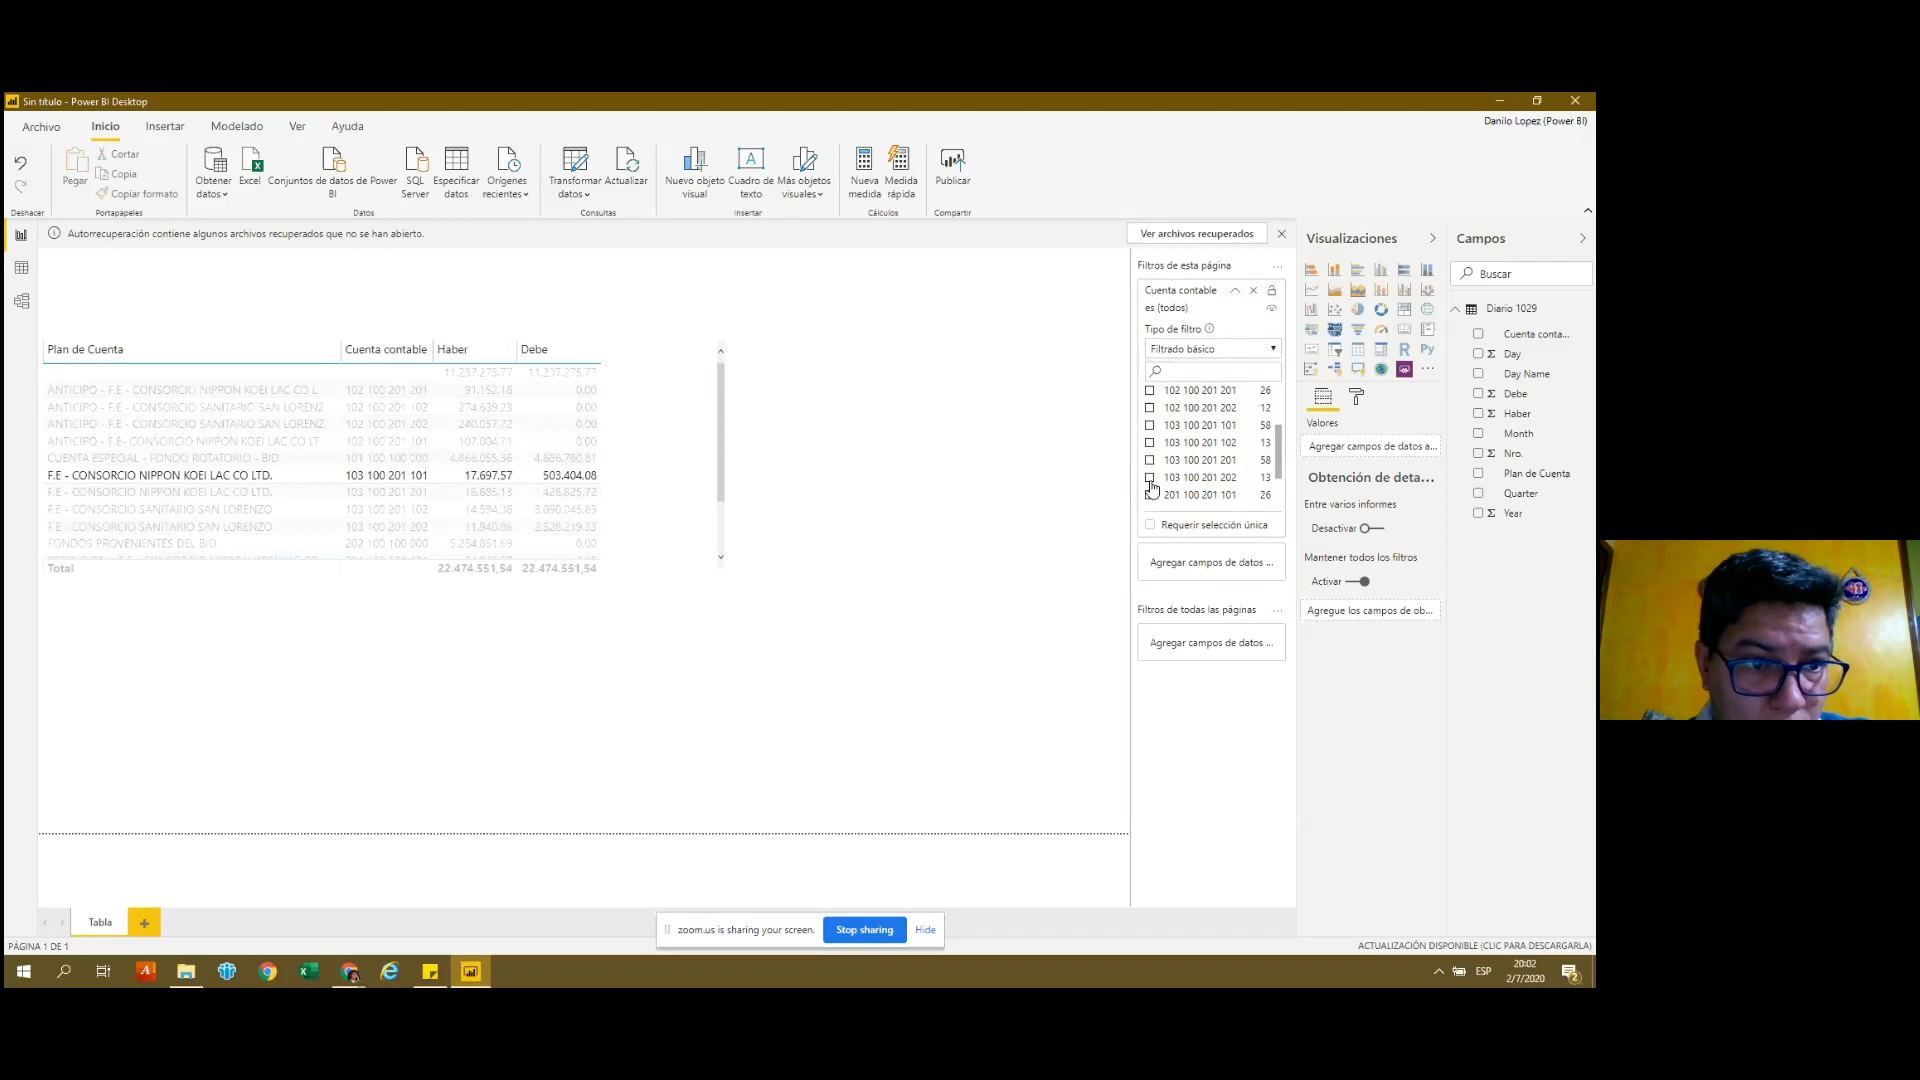 Sin título - Power BI Desktop
Danilo Lopez (Power BI)
Archivo Inicio Insertar Modelado Ver Ayuda
Pegar
Cortar
Copia
Copiar formato
Obtener datos
Excel
Conjuntos de datos de Power BI
SQL Server
Especificar datos
Orígenes recientes
Transformar datos
Actualizar
Nuevo objeto visual
Cuadro de texto
Más objetos visuales
Nueva medida
Medida rápida
Publicar
Deshacer Portapapeles Datos Consultas Insertar Cálculos Compartir
Autorrecuperación contiene algunos archivos recuperados que no se han abierto.
Ver archivos recuperados
Plan de Cuenta Cuenta contable Haber Debe
11.237.275.77 11.237.275.77
ANTICIPO - F.E - CONSORCIO NIPPON KOEI LAC CO L 102 100 201 201 91.152.18 0.00
ANTICIPO - F.E - CONSORCIO SANITARIO SAN LORENZ 102 100 201 102 274.639.23 0.00
ANTICIPO - F.E - CONSORCIO SANITARIO SAN LORENZ 102 100 201 202 240.057.72 0.00
ANTICIPO - F.E- CONSORCIO NIPPON KOEI LAC CO LT 102 100 201 101 107.004.71 0.00
CUENTA ESPECIAL - FONDO ROTATORIO - BID 101 100 100 000 4.866.055.36 4.686.780.81
F.E - CONSORCIO NIPPON KOEI LAC CO LTD. 103 100 201 101 17.697.57 503.404.08
F.E - CONSORCIO NIPPON KOEI LAC CO LTD. 103 100 201 201 16.685.13 428.825.72
F.E - CONSORCIO SANITARIO SAN LORENZO 103 100 201 102 14.594.38 3.090.045.83
F.E - CONSORCIO SANITARIO SAN LORENZO 103 100 201 202 11.940.86 2.528.219.33
FONDOS PROVENIENTES DEL BID 202 100 100 000 5.254.851.69 0.00
Total 22.474.551,54 22.474.551,54
Filtros de esta página
Cuenta contable
es (todos)
Tipo de filtro
Filtrado básico
102 100 201 201 26
102 100 201 202 12
103 100 201 101 58
103 100 201 102 13
103 100 201 201 58
103 100 201 202 13
201 100 201 101 26
Requerir selección única
Agregar campos de datos ...
Filtros de todas las páginas
Agregar campos de datos ...
Visualizaciones
R Py
Valores
Agregar campos de datos a...
Obtención de deta...
Entre varios informes
Desactivar
Mantener todos los filtros
Activar
Agregue los campos de ob...
Campos
Buscar
Diario 1029
Cuenta conta...
Day
Day Name
Debe
Haber
Month
Nro.
Plan de Cuenta
Quarter
Year
Tabla
zoom.us is sharing your screen. Stop sharing Hide
PÁGINA 1 DE 1
ACTUALIZACIÓN DISPONIBLE (CLIC PARA DESCARGARLA)
ESP
20:02
2/7/2020
2